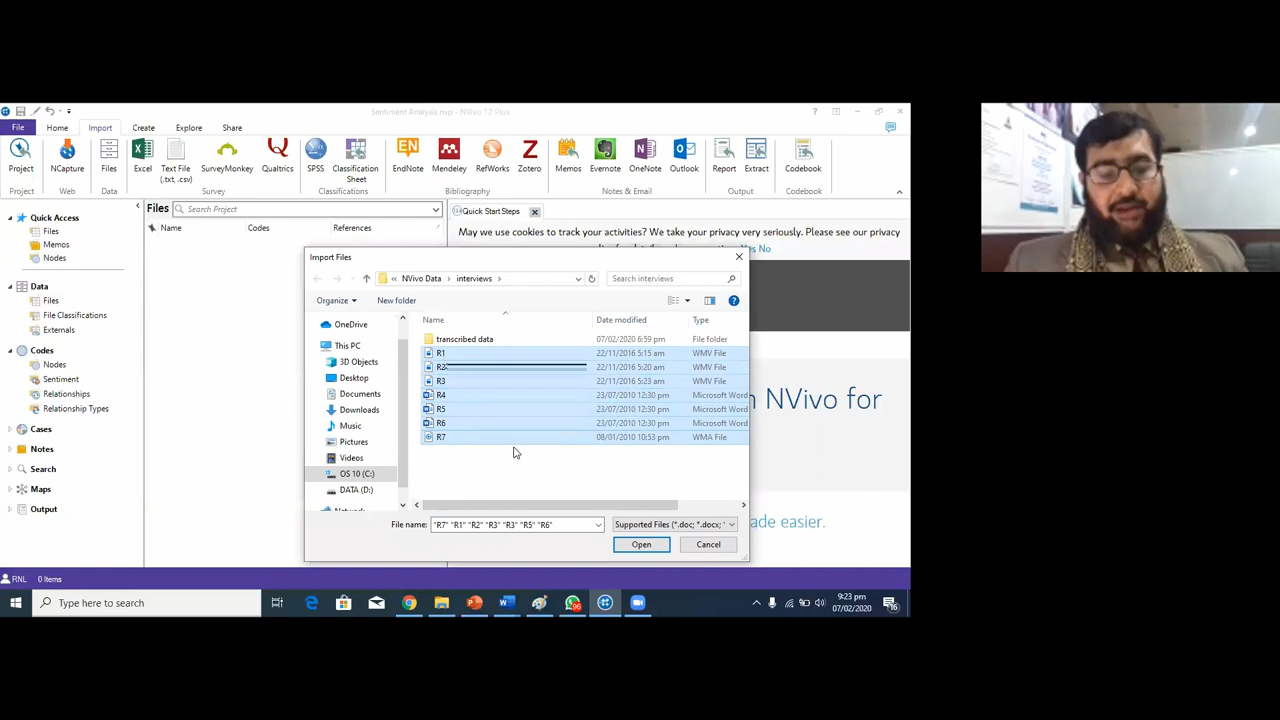 Sentiment Analysis.nvp - NVivo 12 Plus
File Home Import Create Explore Share
Project NCapture Files Excel Text File (.txt, .csv) SurveyMonkey Qualtrics SPSS Classification Sheet EndNote Mendeley RefWorks Zotero Memos Evernote OneNote Outlook Report Extract Codebook
Project Web Data Survey Classifications Bibliography Notes & Email Output Codebook
Quick Access
Files
Memos
Nodes
Data
Files
File Classifications
Externals
Codes
Nodes
Sentiment
Relationships
Relationship Types
Cases
Notes
Search
Maps
Output
Files Search Project
Name Codes References
Quick Start Steps
May we use cookies to track your activities? We take your privacy very seriously. Please see our privacy
Yes No
NVivo for
ade easier.
Import Files
« NVivo Data > interviews > Search interviews
Organize New folder
Name Date modified Type
OneDrive
This PC
3D Objects
Desktop
Documents
Downloads
Music
Pictures
Videos
OS 10 (C:)
DATA (D:)
transcribed data 07/02/2020 6:59 pm File folder
R1 22/11/2016 5:15 am WMV File
R2 22/11/2016 5:20 am WMV File
R3 22/11/2016 5:23 am WMV File
R4 23/07/2010 12:30 pm Microsoft Word
R5 23/07/2010 12:30 pm Microsoft Word
R6 23/07/2010 12:30 pm Microsoft Word
R7 08/01/2010 10:53 pm WMA File
File name: "R7" "R1" "R2" "R3" "R3" "R5" "R6" Supported Files (*.doc; *.docx; *
Open Cancel
RNL 0 Items
Type here to search
96
9:23 pm
07/02/2020
16